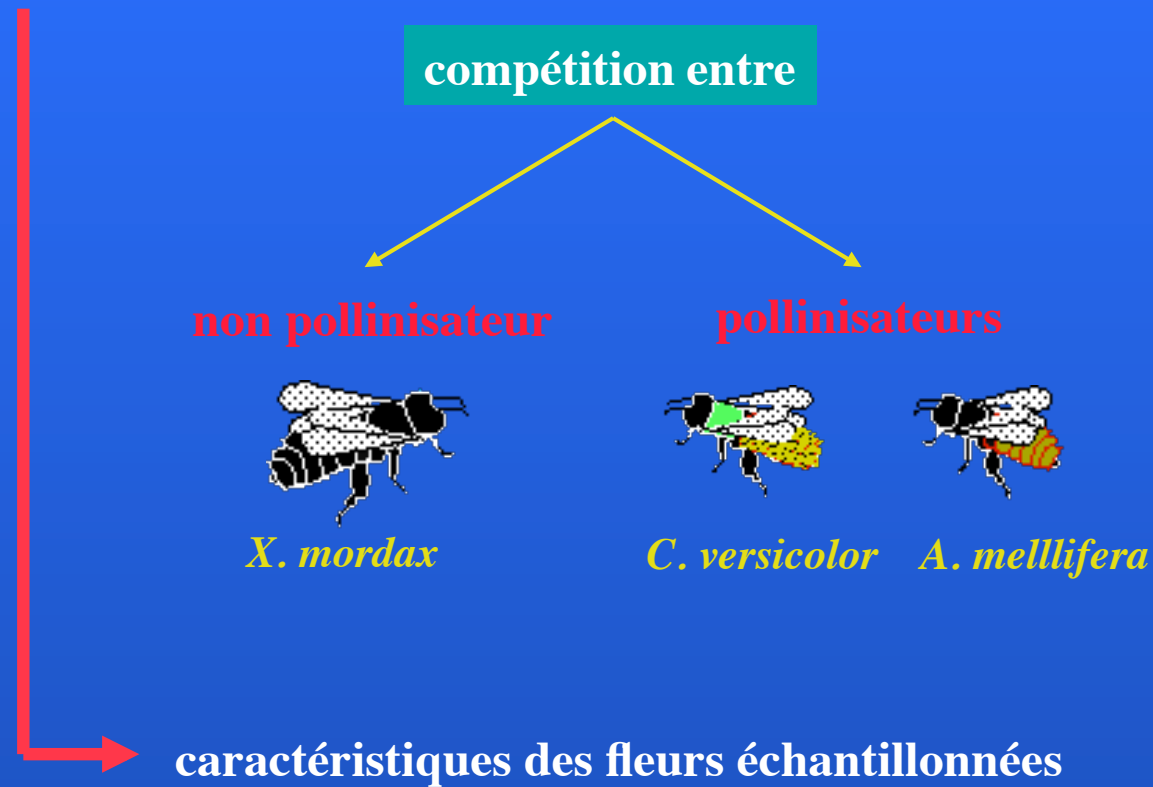 compétition entre
non pollinisateur pollinisateurs
X. mordax C. versicolor A. melllifera
caractéristiques des fleurs échantillonnées